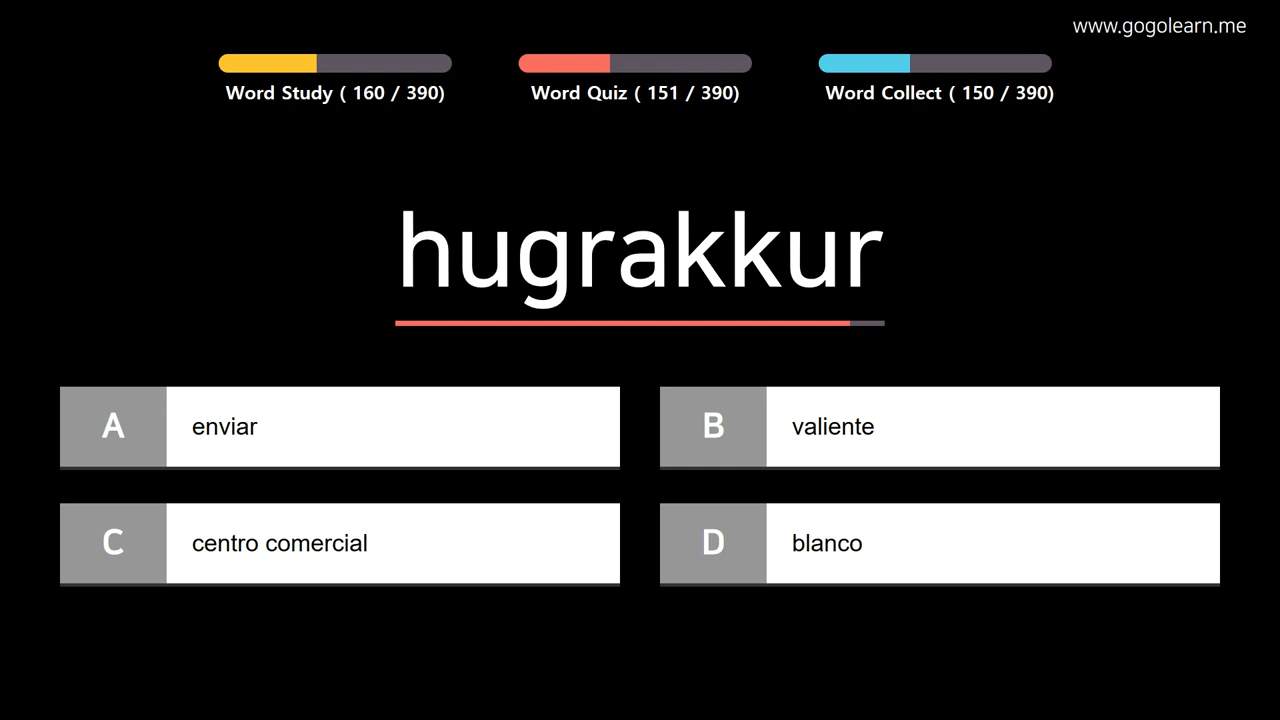 www.gogolearn.me
Word Study ( 160 / 390)
Word Quiz ( 151 / 390)
Word Collect ( 150 / 390)
hugrakkur
A
enviar
B
valiente
C
centro comercial
D
blanco